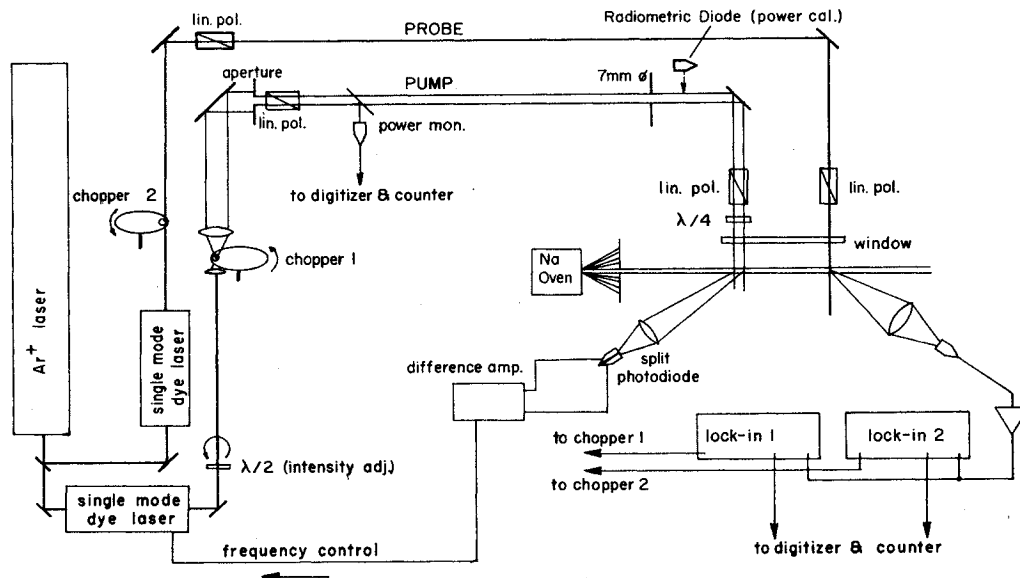 Radiometric Diode (power cal.)
lin. pol.
PROBE
aperture
PUMP
7mm ø
lin. pol.
power mon.
to digitizer & counter
chopper 2
chopper 1
lin. pol.
lin. pol.
λ/4
window
Na
Oven
Ar+ laser
single mode
dye laser
split
photodiode
difference amp.
lock-in 1
lock-in 2
to chopper 1
to chopper 2
λ/2 (intensity adj.)
single mode
dye laser
frequency control
to digitizer & counter